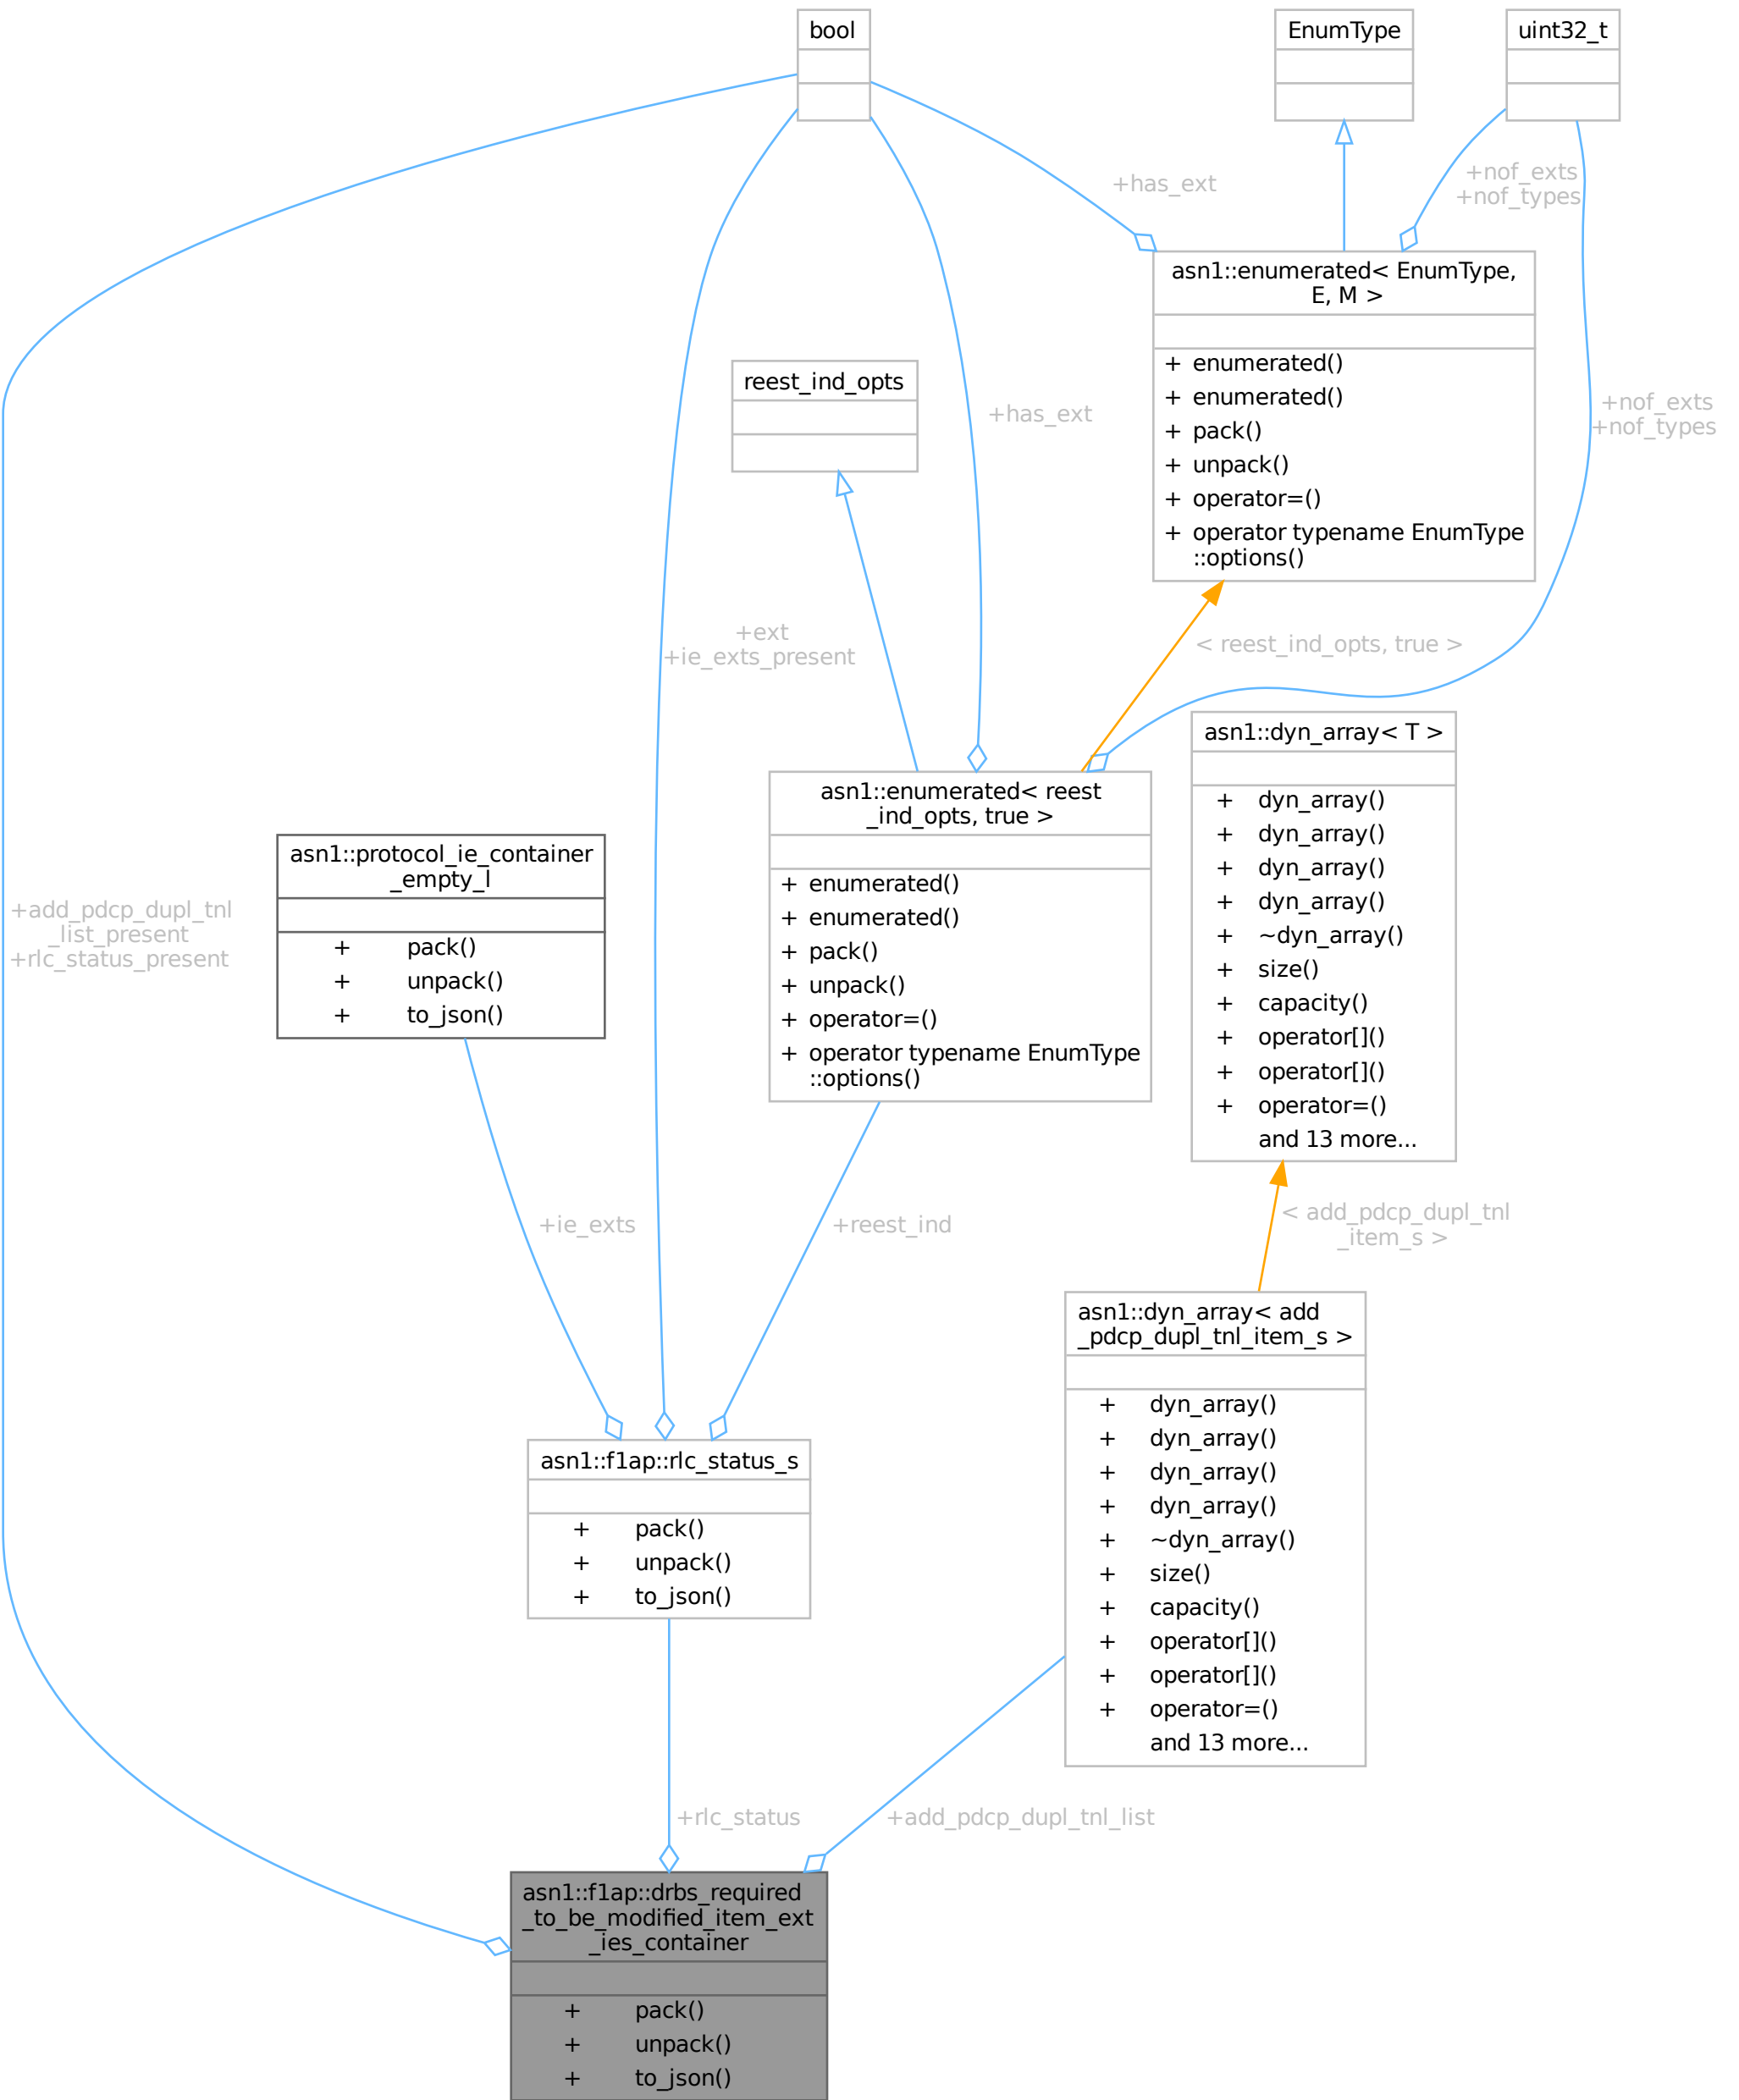 bool
EnumType
uint32_t
+has_ext
+nof_exts
+nof_types
asn1::enumerated< EnumType,
E, M >
+ enumerated()
+ enumerated()
+ pack()
+ unpack()
+ operator=()
+ operator typename EnumType
::options()
reest_ind_opts
+has_ext
+nof_exts
+nof_types
+ext
+ie_exts_present
< reest_ind_opts, true >
asn1::dyn_array< T >
+ dyn_array()
+ dyn_array()
+ dyn_array()
+ dyn_array()
+ ~dyn_array()
+ size()
+ capacity()
+ operator[]()
+ operator[]()
+ operator=()
and 13 more...
asn1::enumerated< reest
_ind_opts, true >
+ enumerated()
+ enumerated()
+ pack()
+ unpack()
+ operator=()
+ operator typename EnumType
::options()
asn1::protocol_ie_container
_empty_l
+ pack()
+ unpack()
+ to_json()
+add_pdcp_dupl_tnl
_list_present
+rlc_status_present
+ie_exts
+reest_ind
< add_pdcp_dupl_tnl
_item_s >
asn1::dyn_array< add
_pdcp_dupl_tnl_item_s >
+ dyn_array()
+ dyn_array()
+ dyn_array()
+ dyn_array()
+ ~dyn_array()
+ size()
+ capacity()
+ operator[]()
+ operator[]()
+ operator=()
and 13 more...
asn1::f1ap::rlc_status_s
+ pack()
+ unpack()
+ to_json()
+rlc_status
+add_pdcp_dupl_tnl_list
asn1::f1ap::drbs_required
_to_be_modified_item_ext
_ies_container
+ pack()
+ unpack()
+ to_json()